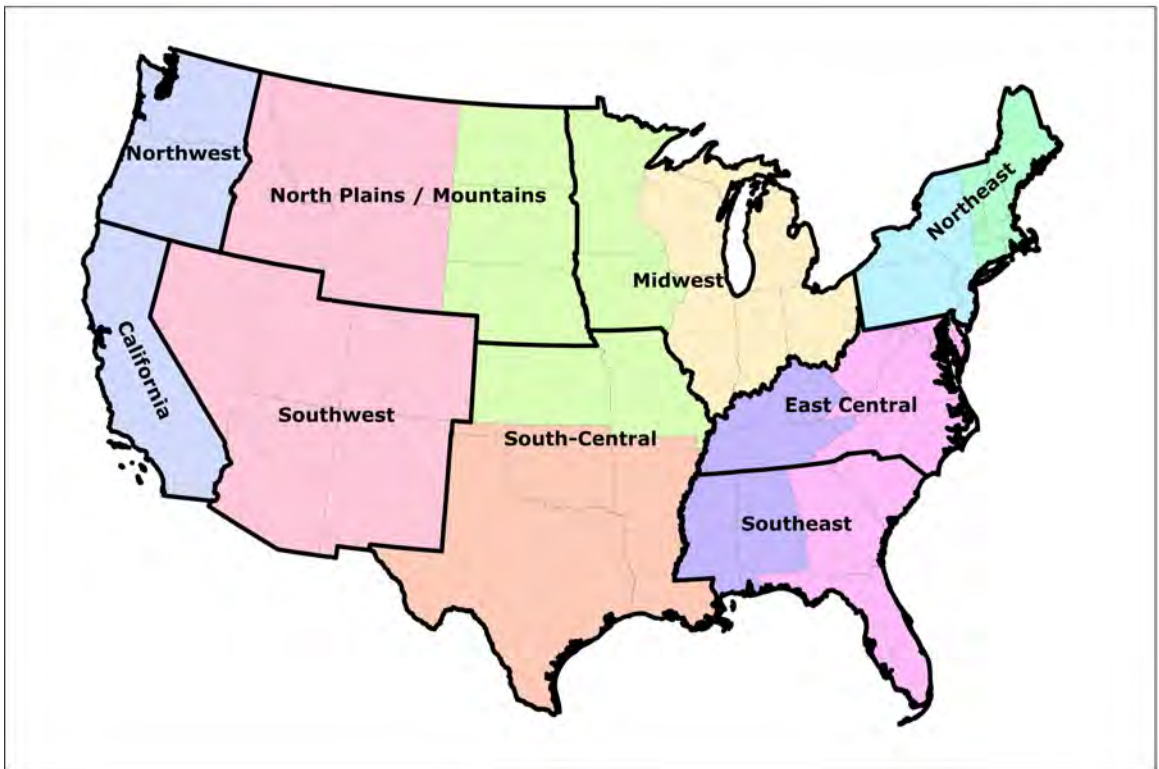 Northwest
North Plains / Mountains
Northeast
Midwest
California
Southwest
South-Central
East Central
Southeast